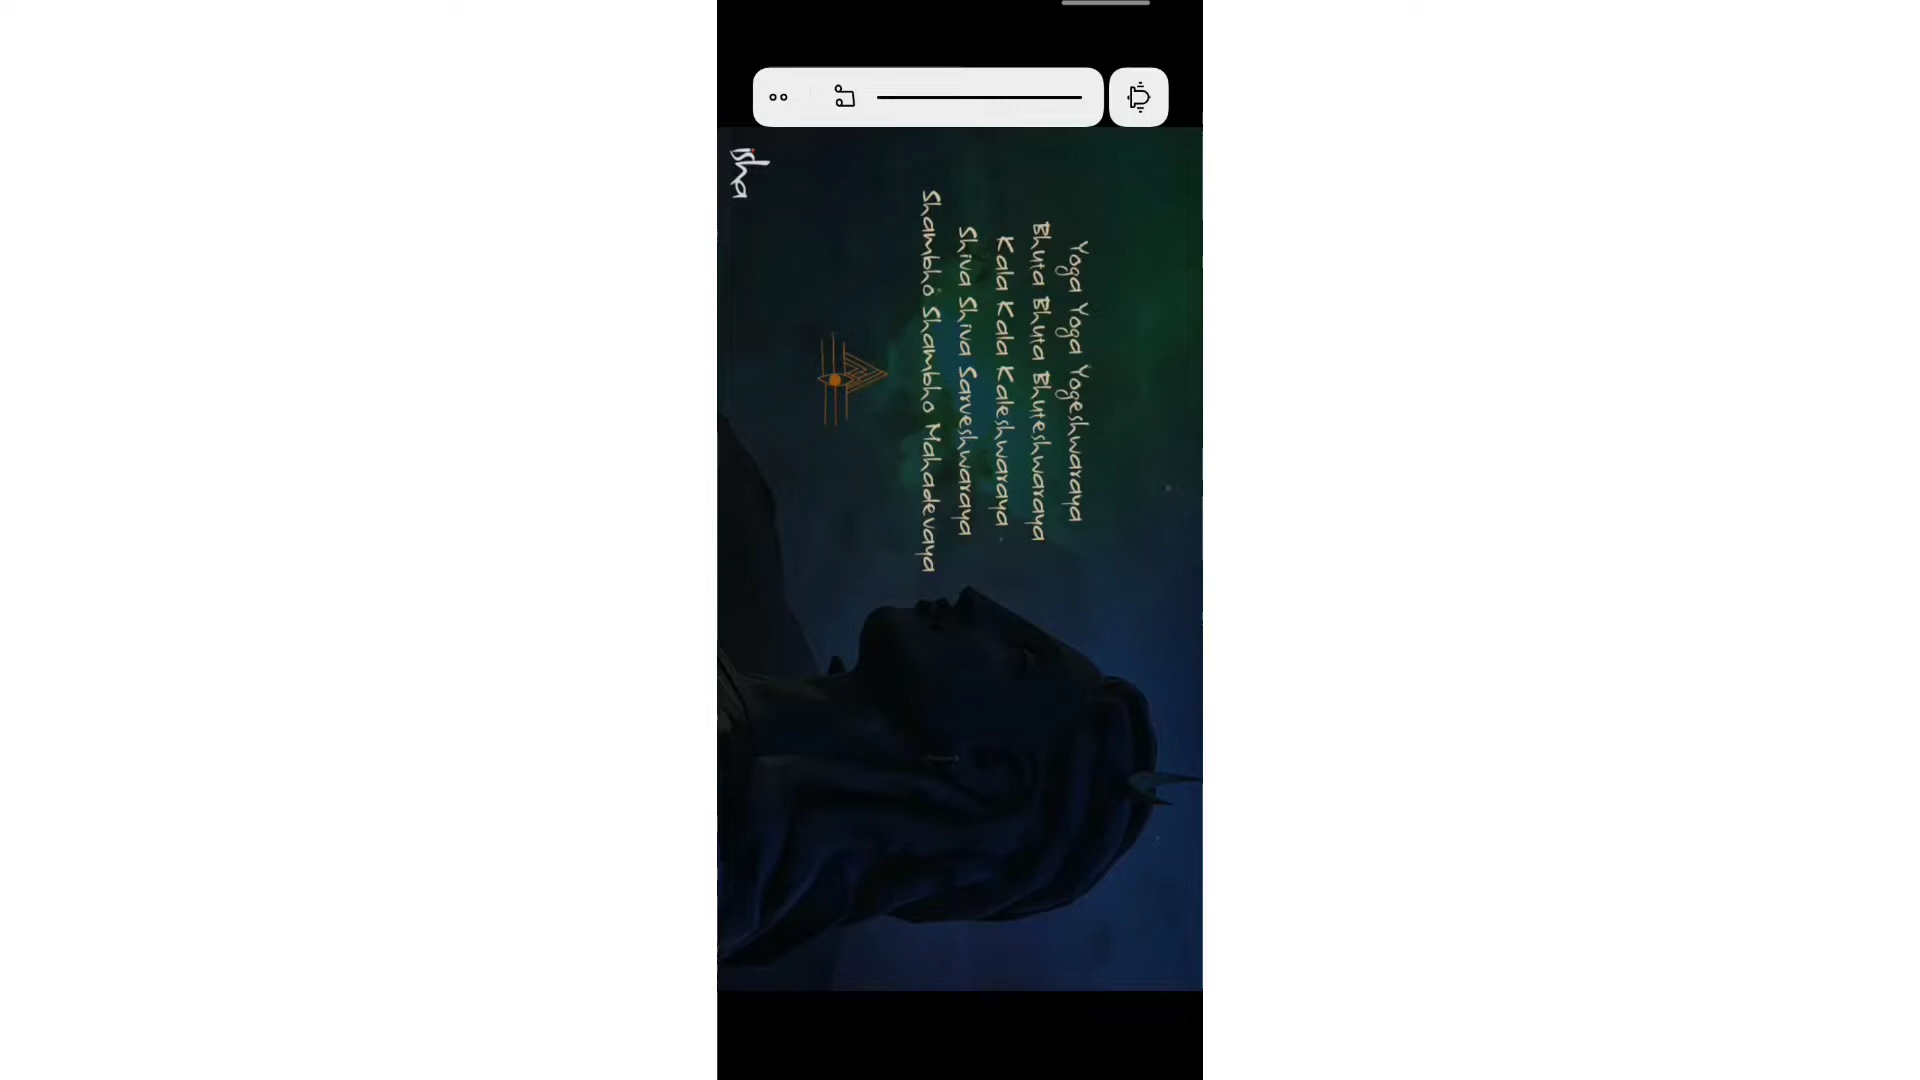 Yoga Yoga Yogeshwaraya
Bhuta Bhuta Bhuteshwaraya
Kala Kala Kaleshwaraya
Shiva Shiva Sarveshwaraya
Shambho Shambho Mahadevaya
isha